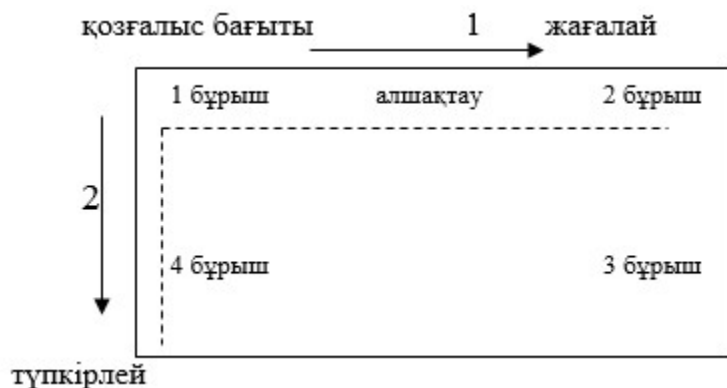 қозғалыс бағыты 1 жағалай
1 бұрыш алшақтау 2 бұрыш
2
4 бұрыш 3 бұрыш
түпкірлей